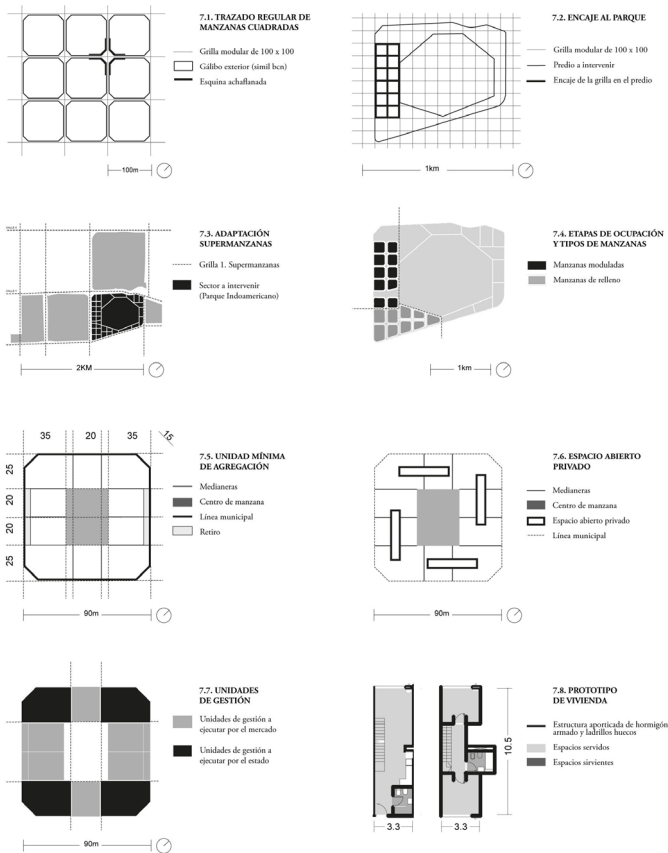 7.1. TRAZADO REGULAR DE
MANZANAS CUADRADAS
Grilla modular de 100 x 100
Gálibo exterior (simil bcn)
Esquina achaflanada
100m
7.2. ENCAJE AL PARQUE
Grilla modular de 100 x 100
Predio a intervenir
Encaje de la grilla en el predio
1km
7.3. ADAPTACIÓN
SUPERMANZANAS
Grilla 1. Supermanzanas
Sector a intervenir
(Parque Indoamericano)
2KM
7.4. ETAPAS DE OCUPACIÓN
Y TIPOS DE MANZANAS
Manzanas moduladas
Manzanas de relleno
1km
35
20
35
15
25
20
20
25
7.5. UNIDAD MÍNIMA
DE AGREGACIÓN
Medianeras
Centro de manzana
Línea municipal
Retiro
90m
7.6. ESPACIO ABIERTO
PRIVADO
Medianeras
Centro de manzana
Espacio abierto privado
Línea municipal
90m
7.7. UNIDADES
DE GESTIÓN
Unidades de gestión a
ejecutar por el mercado
Unidades de gestión a
ejecutar por el estado
90m
7.8. PROTOTIPO
DE VIVIENDA
Estructura aporticada de hormigón
armado y ladrillos huecos
Espacios servidos
Espacios sirvientes
10.5
3.3
3.3